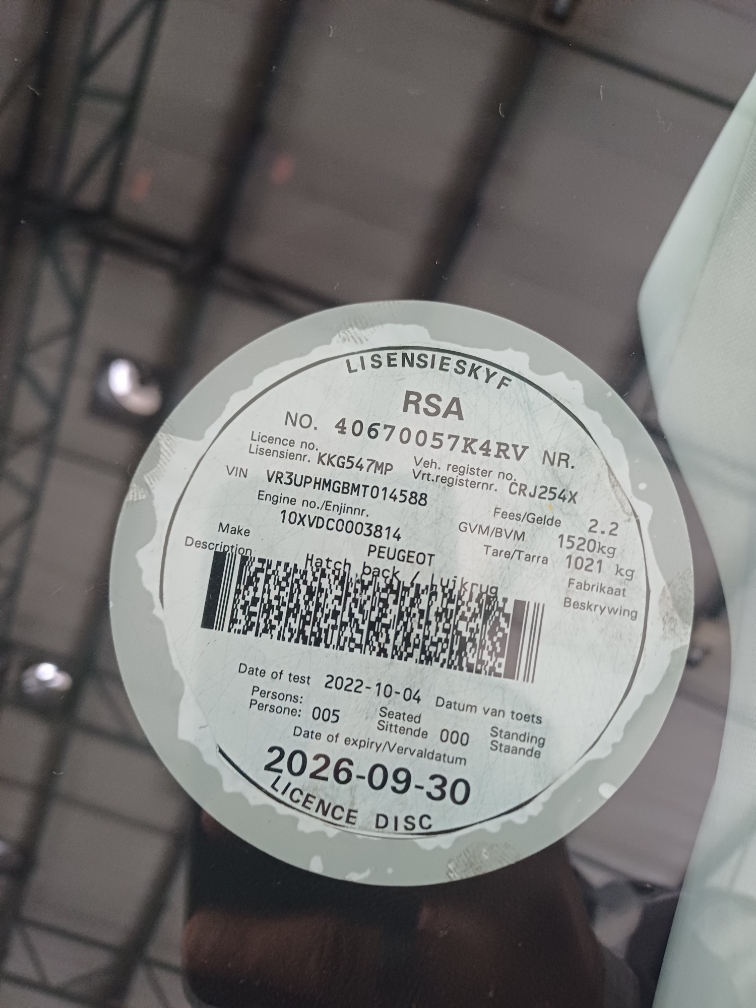 LISENSIESKYF
RSA
NO. 40670057K4RV NR.
Licence no. Veh. register no.
Lisensienr. KKG547MP Vrt.registernr. CRJ254X
VIN VR3UPHMGBMT014588 Fees/Gelde 2.2
Engine no./Enjinnr. GVM/BVM 1520kg
10XVDC0003814 Tare/Tarra 1021 kg
Make PEUGEOT Fabrikaat
Description Hatch back / Luikrug Beskrywing
Date of test 2022-10-04 Datum van toets
Persons: Seated Standing
Persone: 005 Sittende 000 Staande
Date of expiry/Vervaldatum
2026-09-30
LICENCE DISC